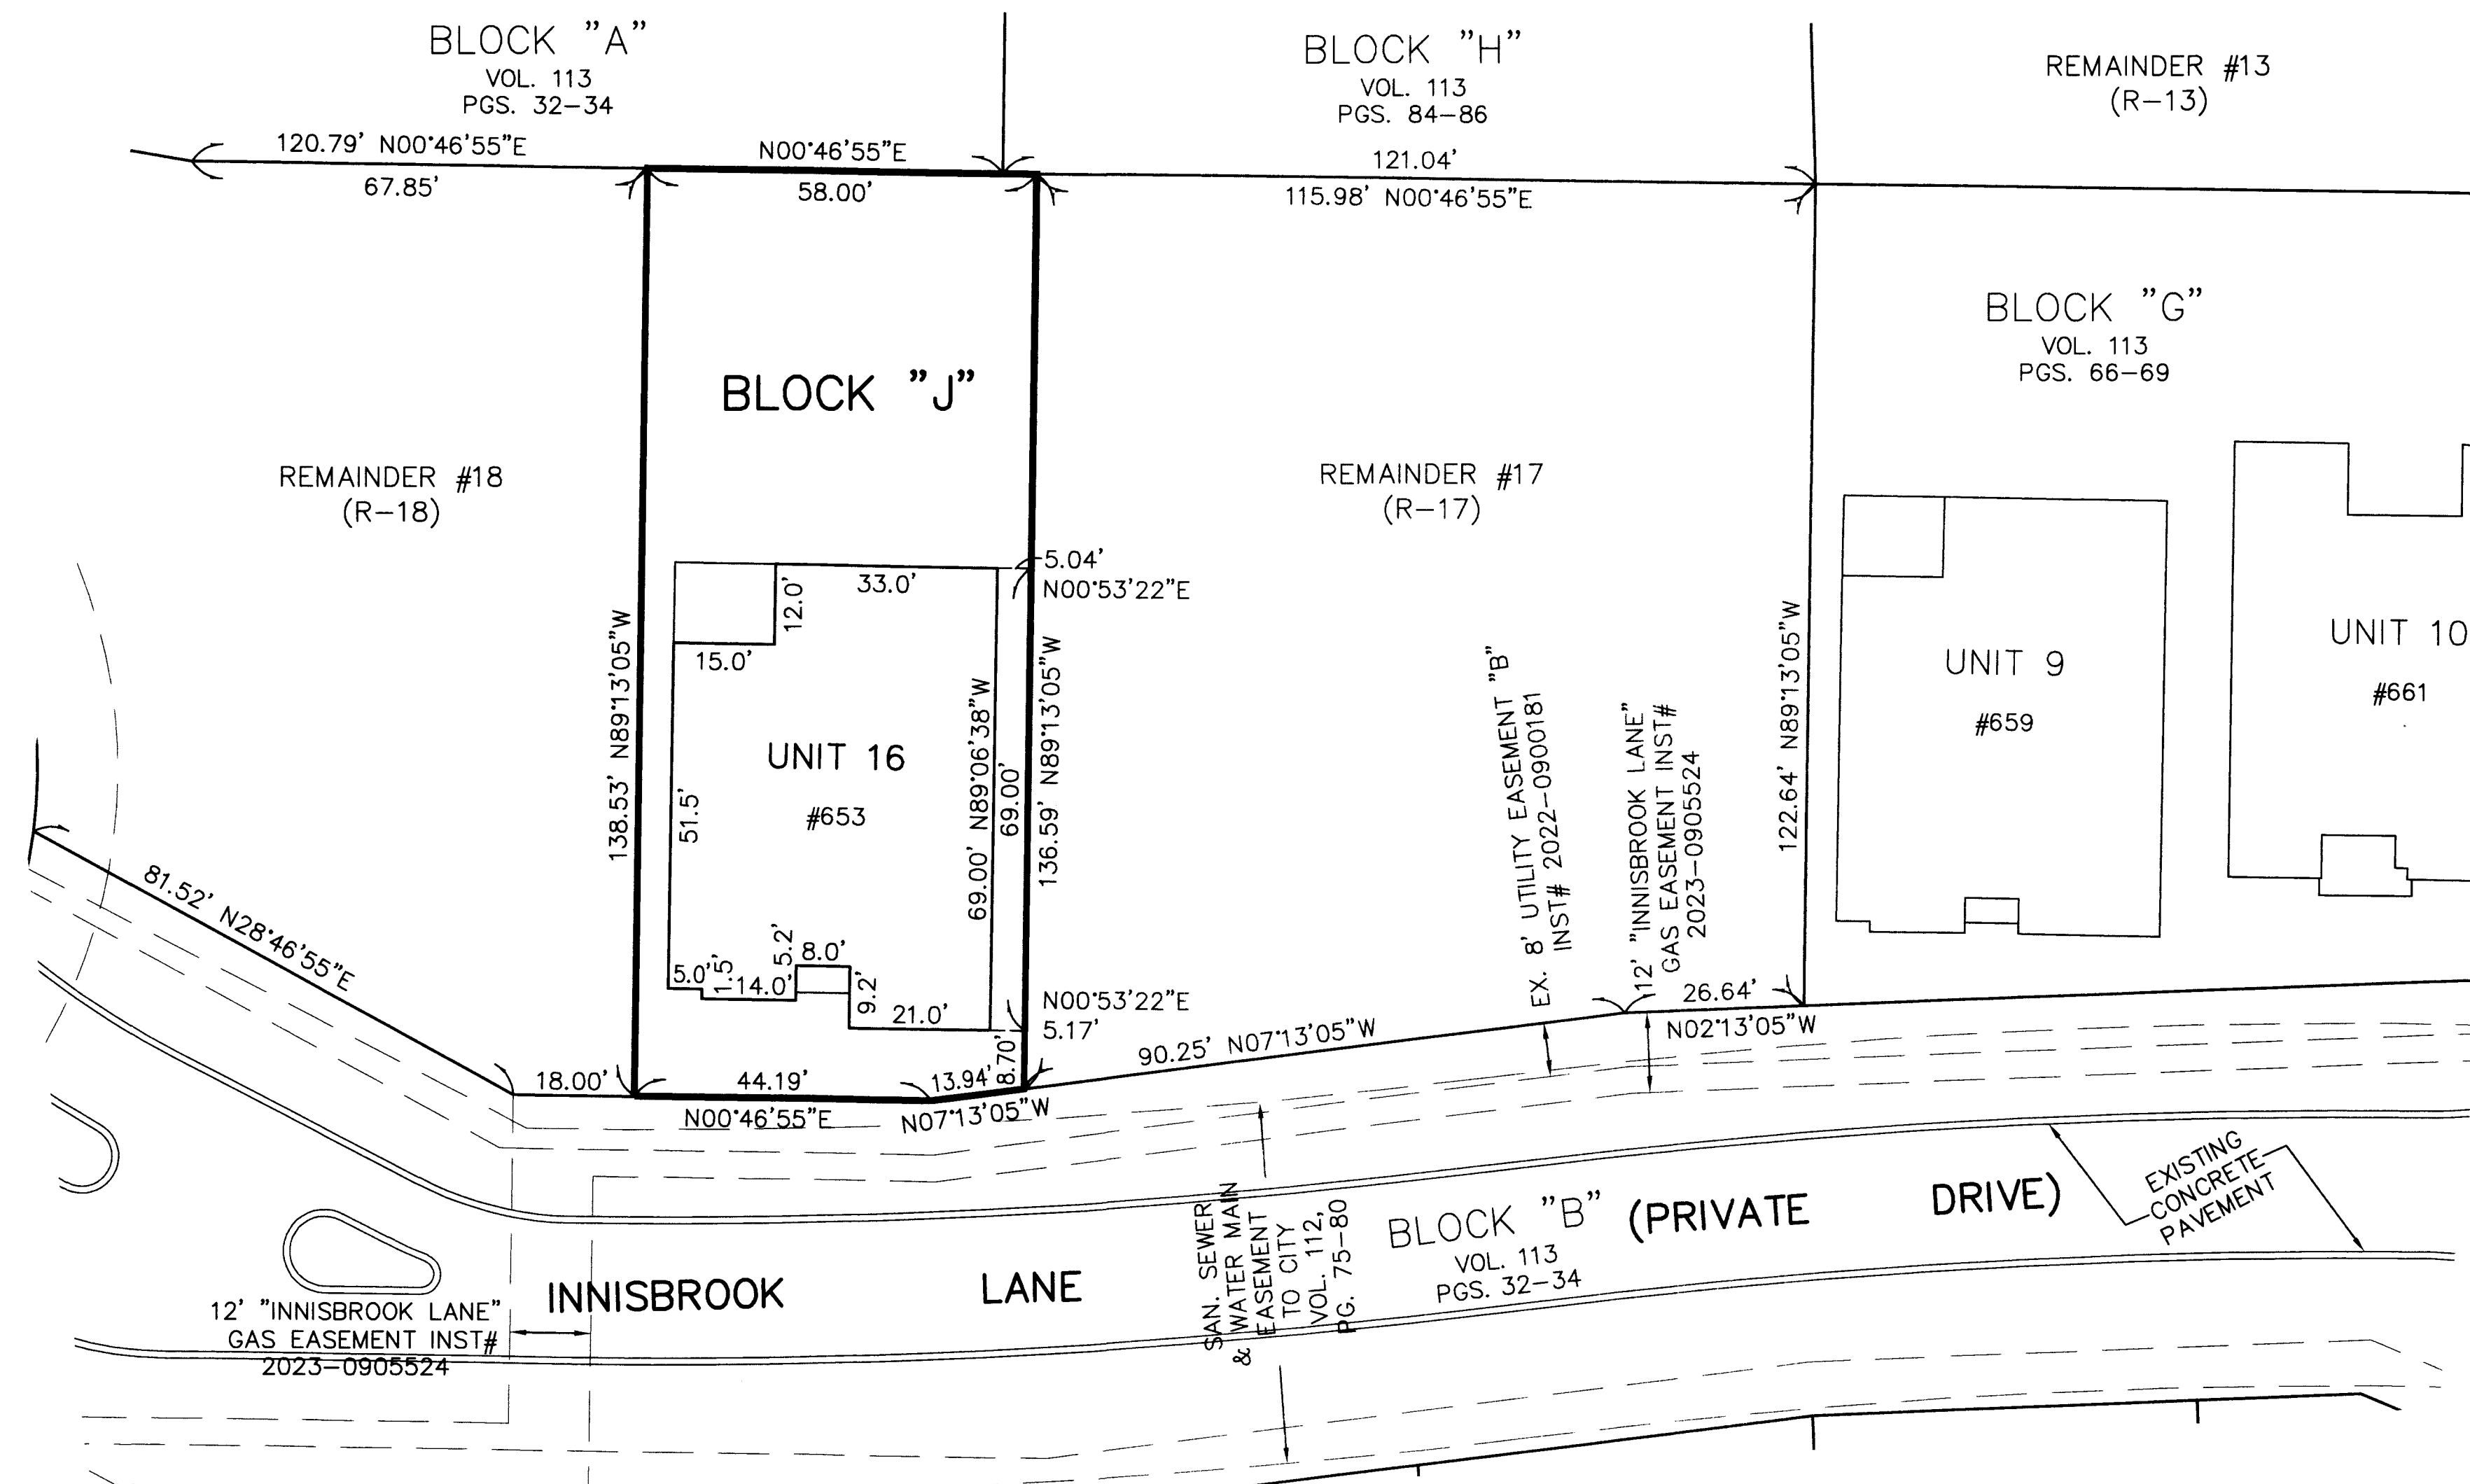 BLOCK "A"
VOL. 113
PGS. 32-34
BLOCK "H"
VOL. 113
PGS. 84-86
REMAINDER #13
(R-13)
120.79' N00°46'55"E
67.85'
N00°46'55"E
58.00'
121.04'
115.98' N00°46'55"E
BLOCK "G"
VOL. 113
PGS. 66-69
BLOCK "J"
REMAINDER #18
(R-18)
REMAINDER #17
(R-17)
5.04'
N00°53'22"E
33.0'
12.0'
15.0'
138.53' N89°13'05"W
51.5'
UNIT 16
#653
69.00' N89°06'38"W
69.00'
136.59' N89°13'05"W
5.0'
1.5'
14.0'
5.2'
8.0'
9.2'
21.0'
N00°53'22"E
5.17'
8.70'
EX. 8' UTILITY EASEMENT "B"
INST# 2022-0900181
12' "INNISBROOK LANE"
GAS EASEMENT INST#
2023-0905524
122.64' N89°13'05"W
UNIT 9
#659
UNIT 10
#661
81.52' N28°46'55"E
18.00'
44.19'
N00°46'55"E
13.94'
N07°13'05"W
90.25' N07°13'05"W
26.64'
N02°13'05"W
SAN. SEWER
& WATER MAIN
EASEMENT
TO CITY
VOL. 112,
PG. 75-80
BLOCK "B" (PRIVATE DRIVE)
VOL. 113
PGS. 32-34
EXISTING
CONCRETE
PAVEMENT
INNISBROOK LANE
12' "INNISBROOK LANE"
GAS EASEMENT INST#
2023-0905524